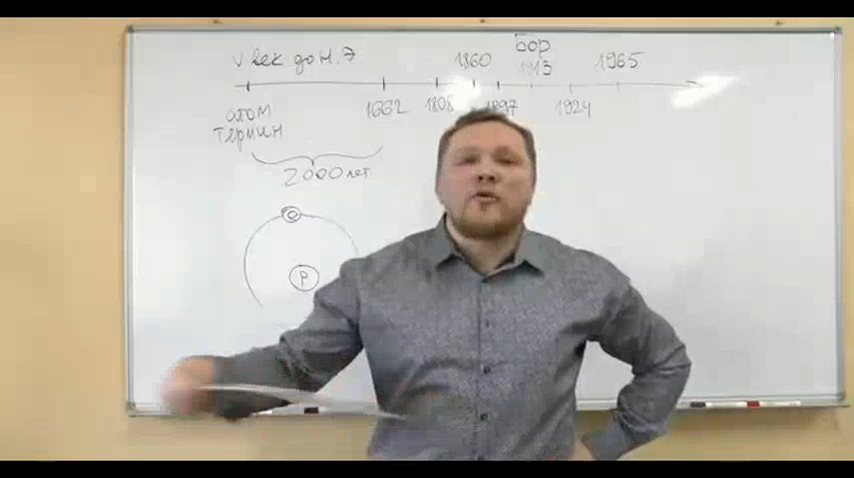 V век до н. э
1860
Бор
1913
1965
атом
термин
1662
1808
1897
1924
2000 лет
e
P